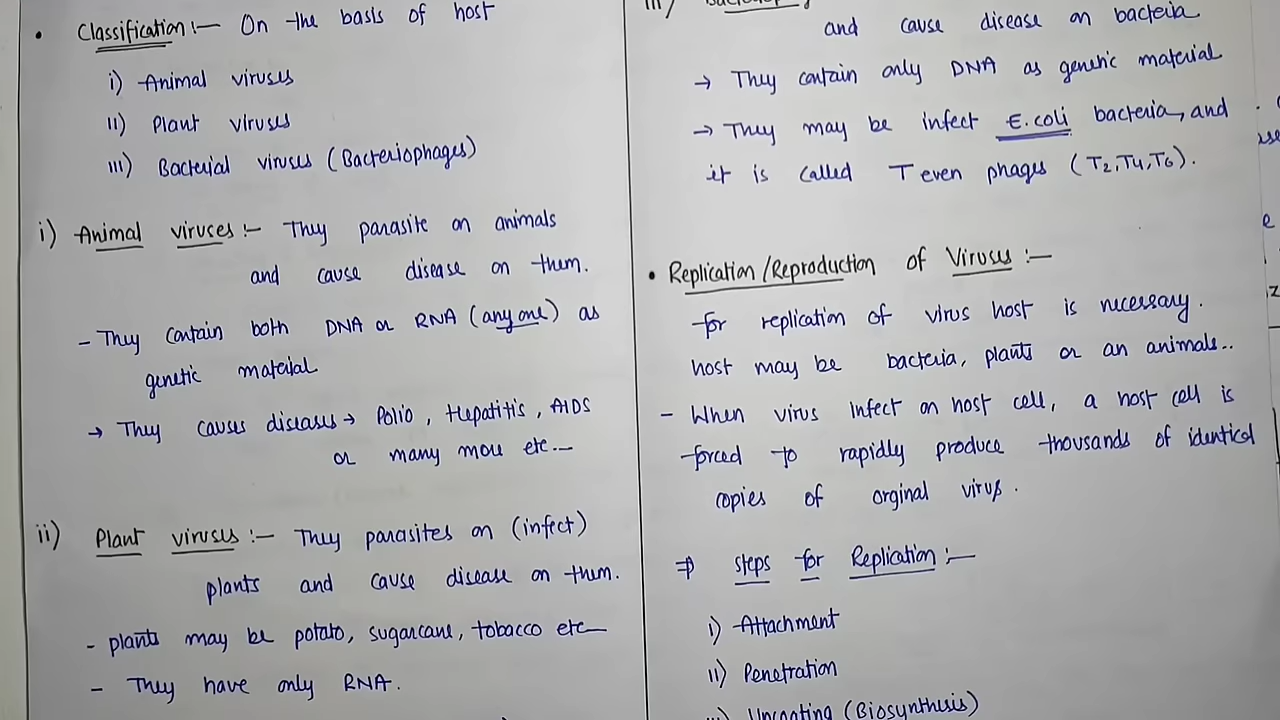 • Classification :— On the basis of host
i) Animal viruses
ii) Plant viruses
iii) Bacterial viruses (Bacteriophages)
i) Animal viruses :— They parasite on animals
and cause disease on them.
- They contain both DNA or RNA (any one) as
genetic material
→ They causes diseases → Polio, Hepatitis, AIDS
or many more etc...
ii) Plant viruses :— They parasites on (infect)
plants and cause disease on them.
- plants may be potato, sugarcane, tobacco etc—
- They have only RNA.
iii)
and cause disease on bacteria
→ They contain only DNA as genetic material
→ They may be infect E.coli bacteria, and
it is called T even phages (T2, T4, T6).
• Replication/Reproduction of Viruses :—
for replication of virus host is necessary.
host may be bacteria, plants or an animals..
- When virus infect on host cell, a host cell is
forced to rapidly produce thousands of identical
copies of orginal virus.
⇒ Steps for Replication :—
i) Attachment
ii) Penetration
iii) Uncoating (Biosynthesis)